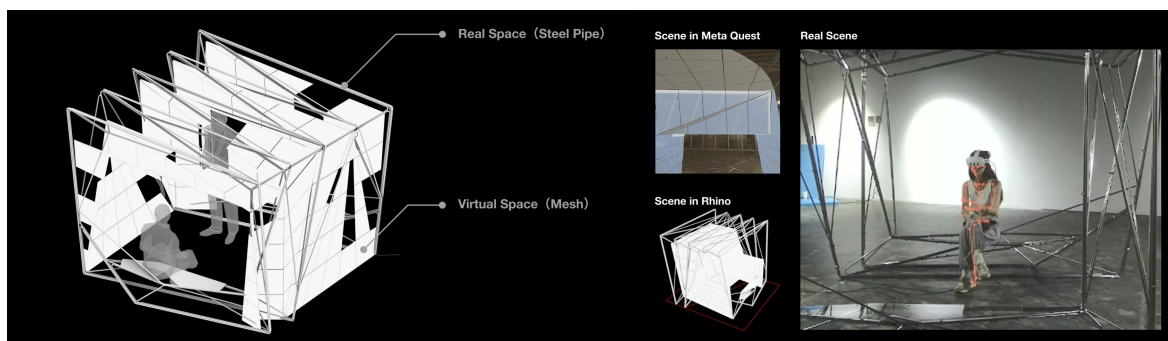 Real Space（Steel Pipe）
Virtual Space（Mesh）
Scene in Meta Quest
Scene in Rhino
Real Scene